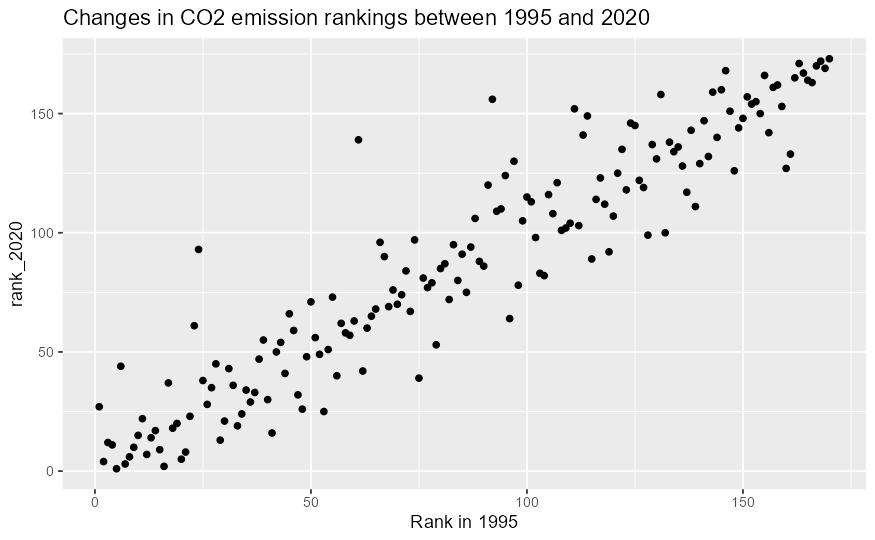 Changes in CO2 emission rankings between 1995 and 2020
150
100
50
0
rank_2020
0 50 100 150
Rank in 1995